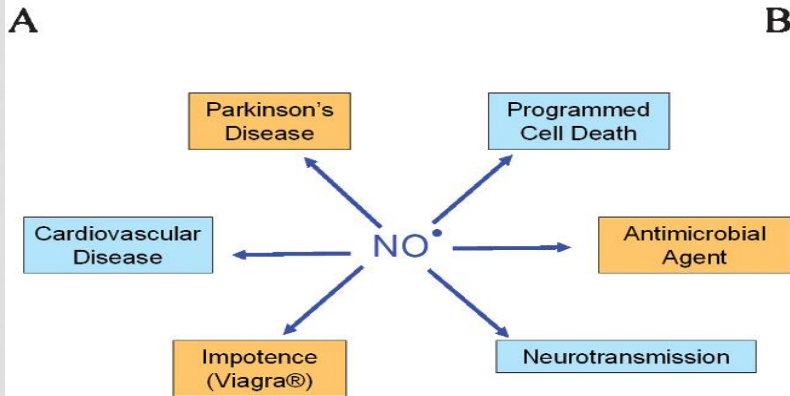 A
B
Parkinson's
Disease
Programmed
Cell Death
Cardiovascular
Disease
NO•
Antimicrobial
Agent
Impotence
(Viagra®)
Neurotransmission